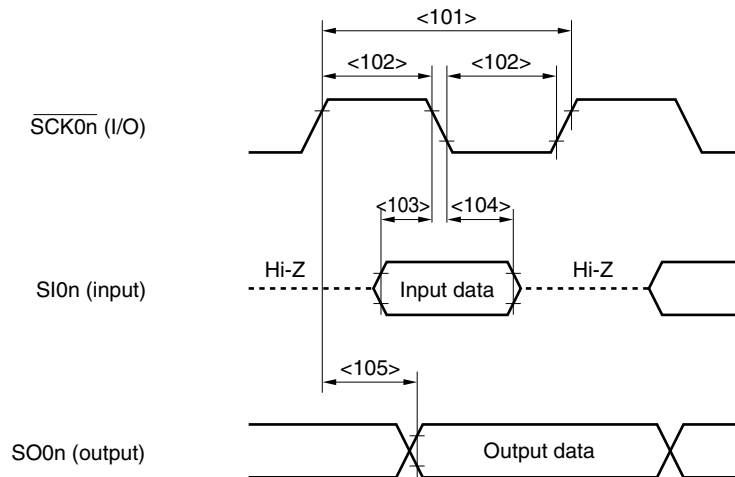 <101>
<102> <102>
SCK0n (I/O)
<103> <104>
Hi-Z Hi-Z
SI0n (input) Input data
<105>
SO0n (output) Output data